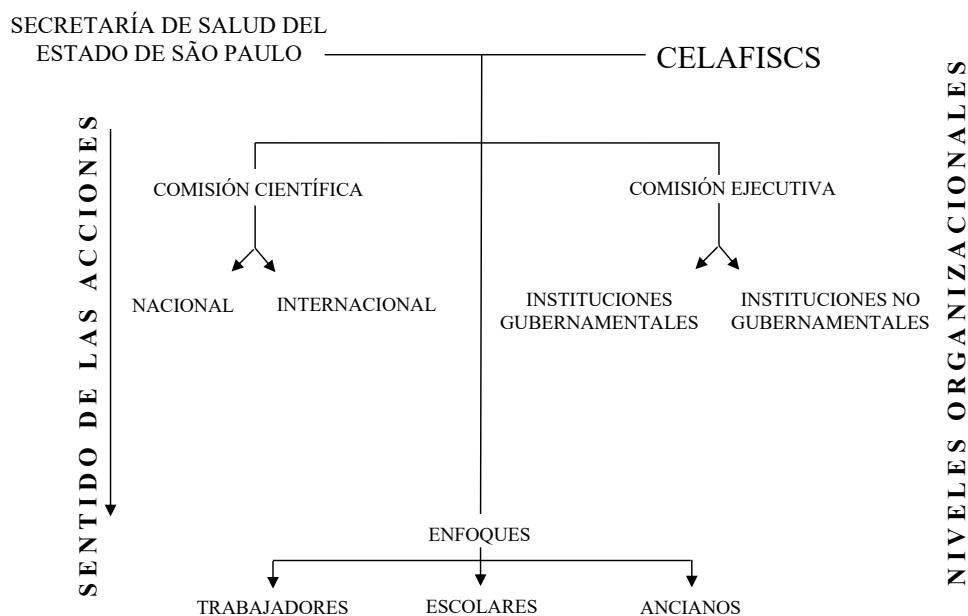 SECRETARÍA DE SALUD DEL
ESTADO DE SÃO PAULO
CELAFISCS
SENTIDO DE LAS ACCIONES
NIVELES ORGANIZACIONALES
COMISIÓN CIENTÍFICA
COMISIÓN EJECUTIVA
NACIONAL
INTERNACIONAL
INSTITUCIONES
GUBERNAMENTALES
INSTITUCIONES NO
GUBERNAMENTALES
ENFOQUES
TRABAJADORES
ESCOLARES
ANCIANOS